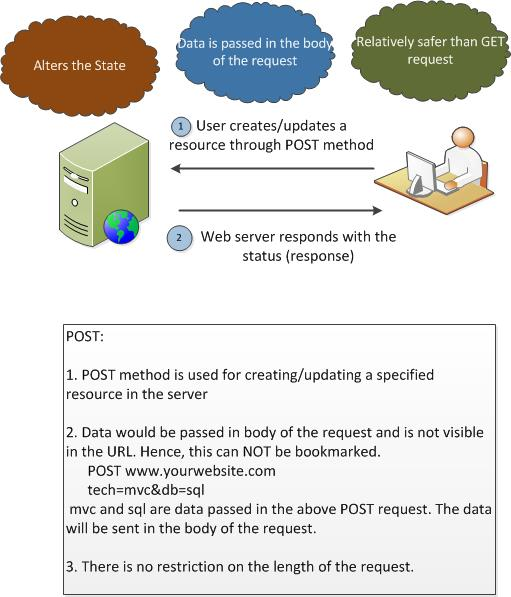 Alters the State
Data is passed in the body
of the request
Relatively safer than GET
request
1 User creates/updates a
resource through POST method
2 Web server responds with the
status (response)
POST:
1. POST method is used for creating/updating a specified
resource in the server
2. Data would be passed in body of the request and is not visible
in the URL. Hence, this can NOT be bookmarked.
POST www.yourwebsite.com
tech=mvc&db=sql
mvc and sql are data passed in the above POST request. The data
will be sent in the body of the request.
3. There is no restriction on the length of the request.